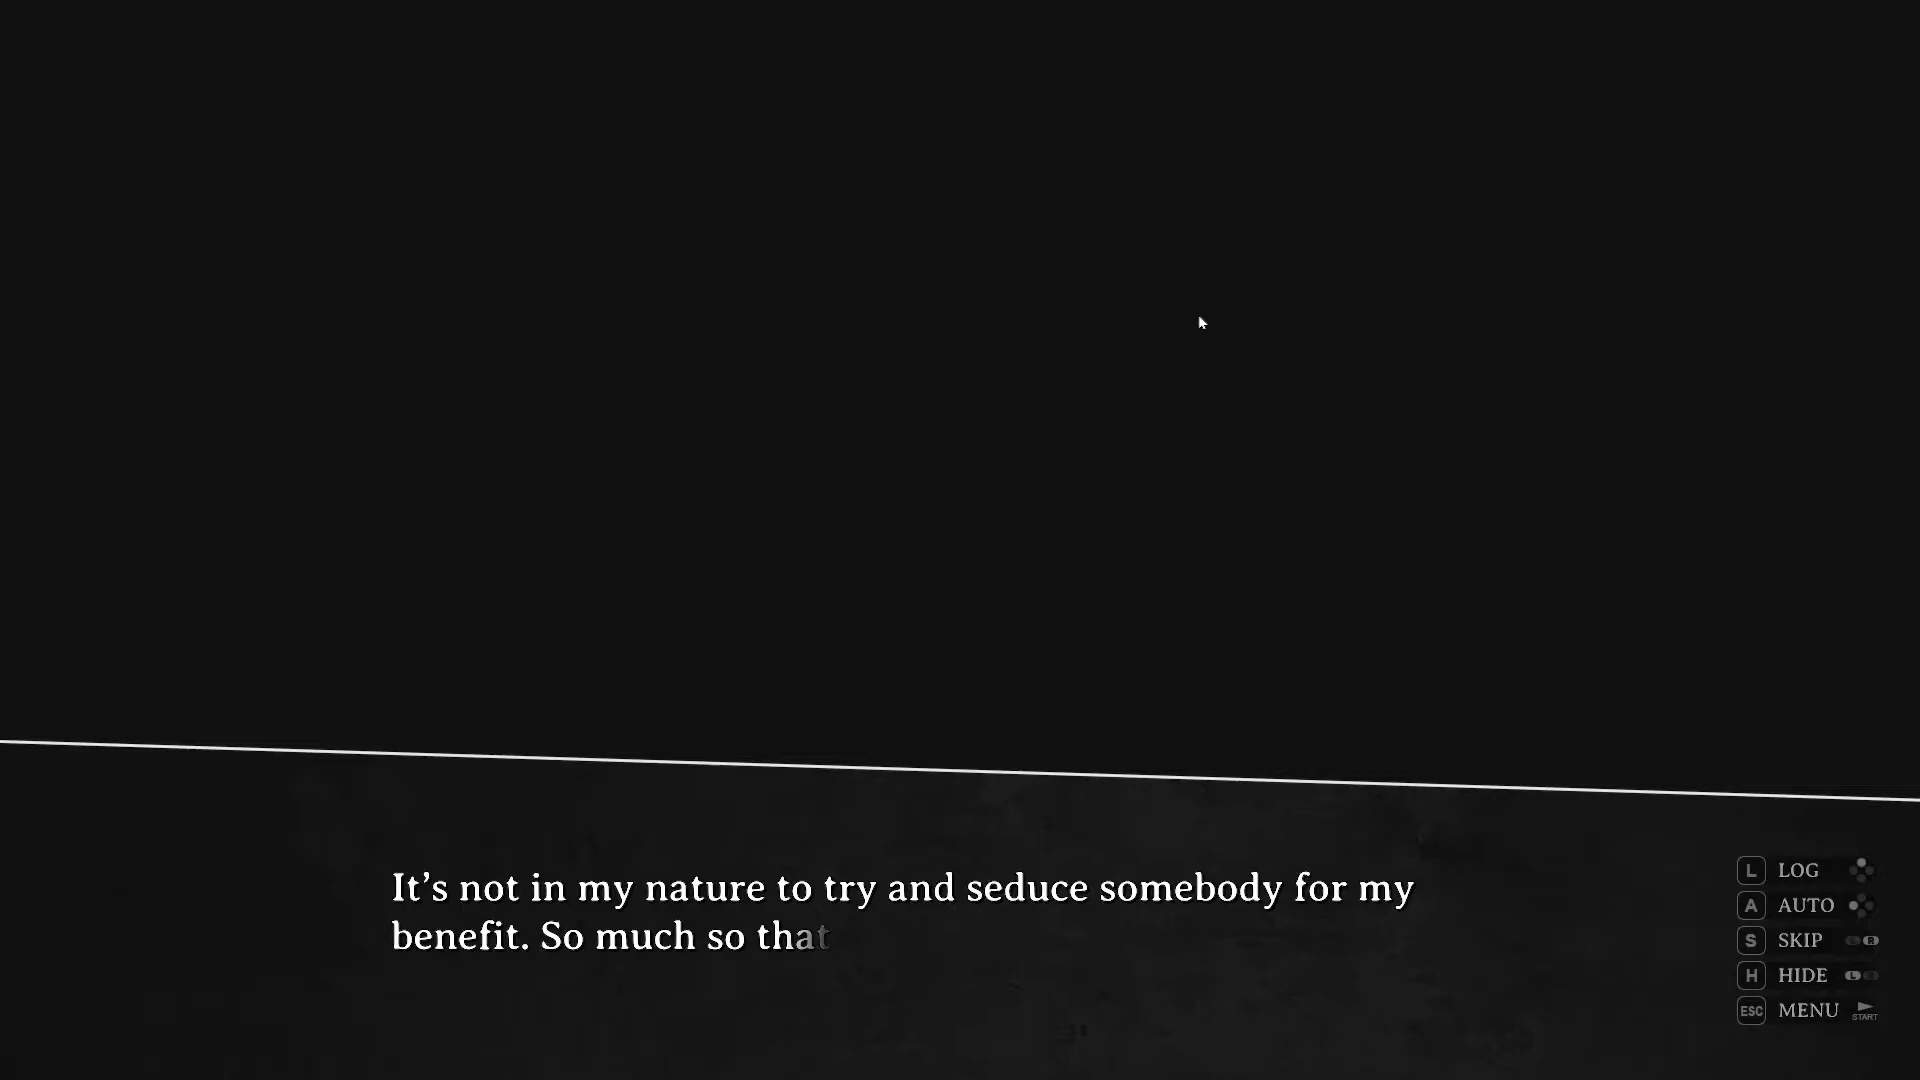 It’s not in my nature to try and seduce somebody for my
benefit. So much so that
L LOG
A AUTO
S SKIP R
H HIDE L
ESC MENU START